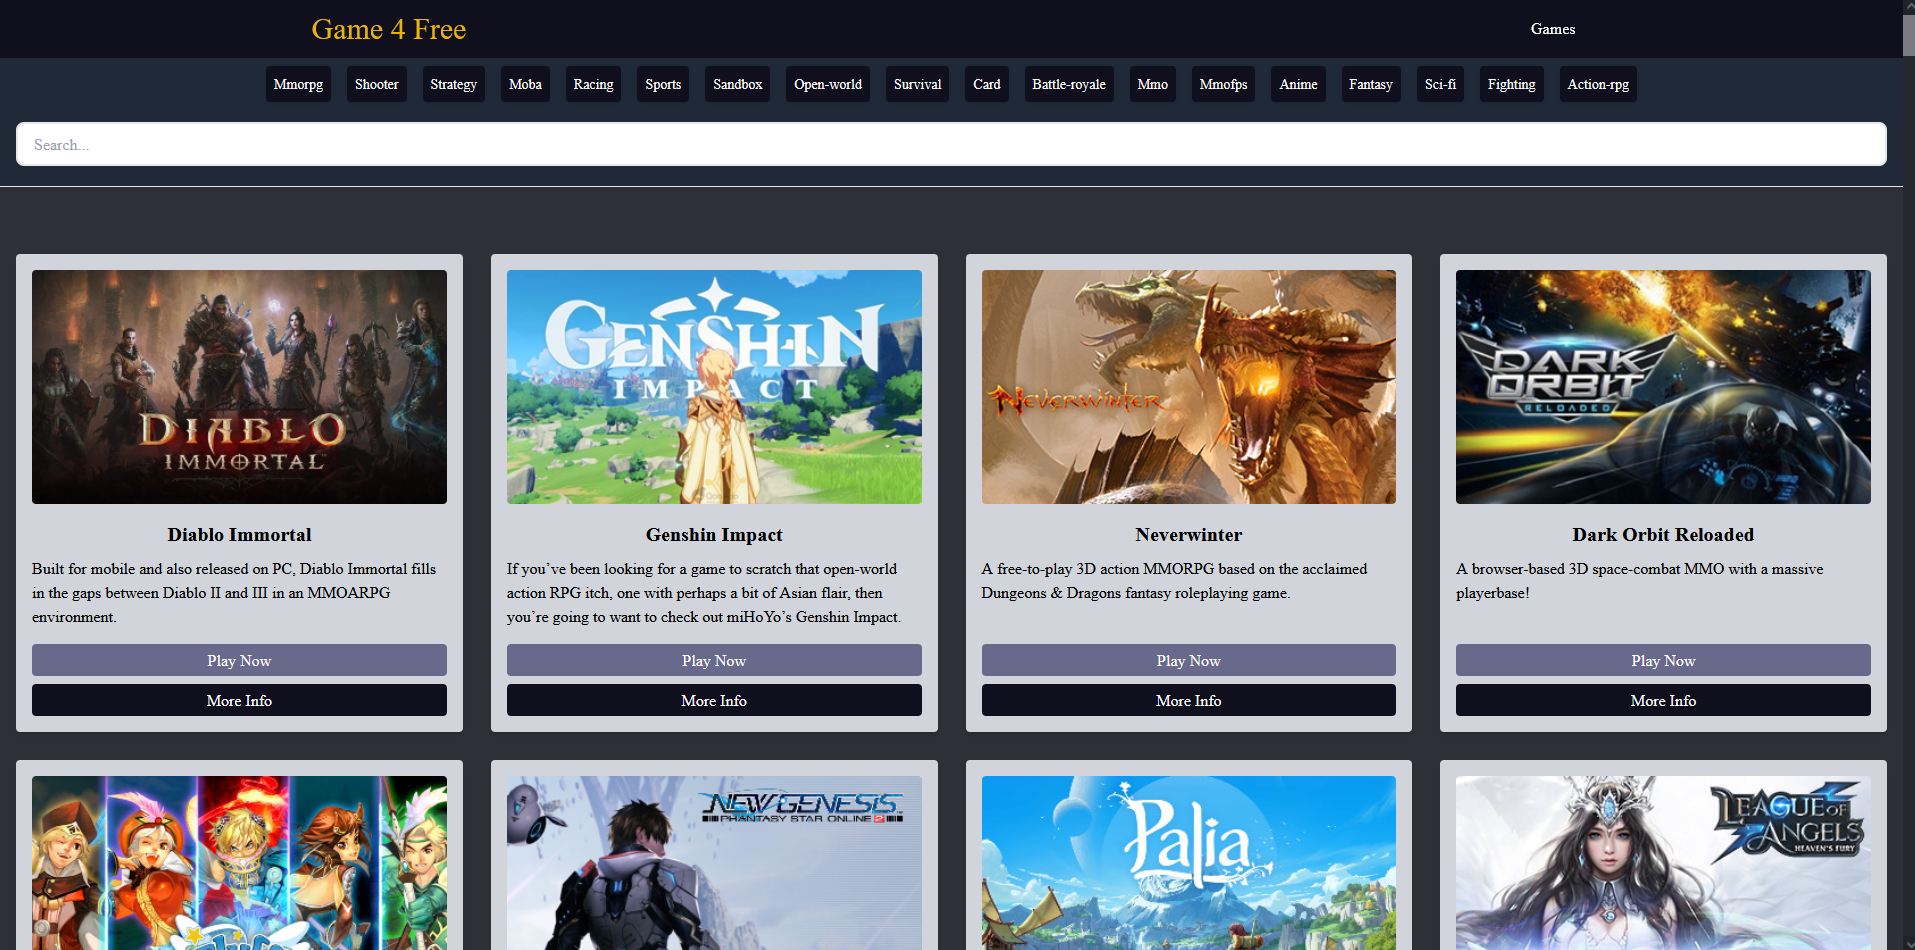 Game 4 Free
Games
Mmorpg Shooter Strategy Moba Racing Sports Sandbox Open-world Survival Card Battle-royale Mmo Mmofps Anime Fantasy Sci-fi Fighting Action-rpg
Search...
DIABLO
IMMORTAL
GENSHIN
IMPACT
NEVERWINTER
DARK
ORBIT
RELOADED
Diablo Immortal
Built for mobile and also released on PC, Diablo Immortal fills
in the gaps between Diablo II and III in an MMOARPG
environment.
Play Now
More Info
Genshin Impact
If you’ve been looking for a game to scratch that open-world
action RPG itch, one with perhaps a bit of Asian flair, then
you’re going to want to check out miHoYo’s Genshin Impact.
Play Now
More Info
Neverwinter
A free-to-play 3D action MMORPG based on the acclaimed
Dungeons & Dragons fantasy roleplaying game.
Play Now
More Info
Dark Orbit Reloaded
A browser-based 3D space-combat MMO with a massive
playerbase!
Play Now
More Info
NEW GENESIS
PHANTASY STAR ONLINE 2
Palia
LEAGUE OF
ANGELS
HEAVEN'S FURY